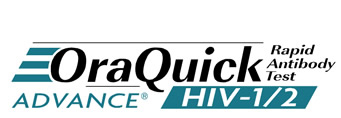 OraQuick Rapid Antibody Test
ADVANCE® HIV-1/2